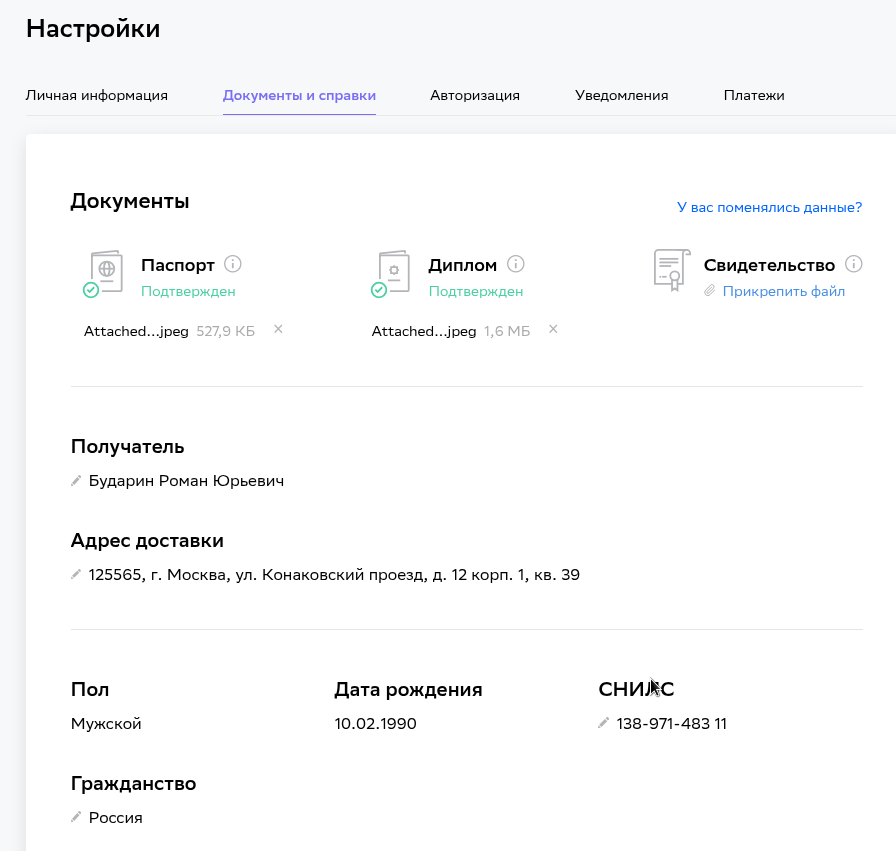 Настройки
Личная информация Документы и справки Авторизация Уведомления Платежи
Документы
У вас поменялись данные?
Паспорт Диплом Свидетельство
Подтвержден Подтвержден Прикрепить файл
Attached...jpeg 527,9 КБ × Attached...jpeg 1,6 МБ ×
Получатель
Бударин Роман Юрьевич
Адрес доставки
125565, г. Москва, ул. Конаковский проезд, д. 12 корп. 1, кв. 39
Пол Дата рождения СНИЛС
Мужской 10.02.1990 138-971-483 11
Гражданство
Россия